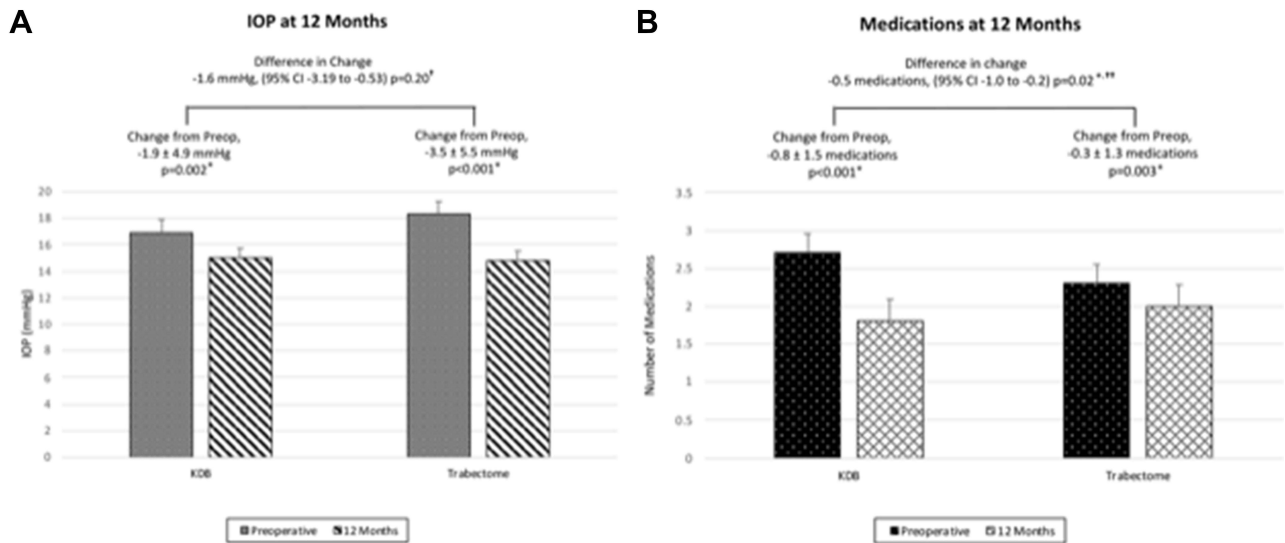 A
IOP at 12 Months
Difference in Change
-1.6 mmHg, (95% CI -3.19 to -0.53) p=0.20†
Change from Preop,
-1.9 ± 4.9 mmHg
p=0.002*
Change from Preop,
-3.5 ± 5.5 mmHg
p<0.001*
IOP (mmHg)
20
18
16
14
12
10
8
6
4
2
0
KDB
Trabectome
Preoperative
12 Months
B
Medications at 12 Months
Difference in change
-0.5 medications, (95% CI -1.0 to -0.2) p=0.02
Change from Preop,
-0.8 ± 1.5 medications
p<0.001*
Change from Preop,
-0.3 ± 1.3 medications
p=0.003*
Number of Medications
3.5
3
2.5
2
1.5
1
0.5
0
KDB
Trabectome
Preoperative
12 Months